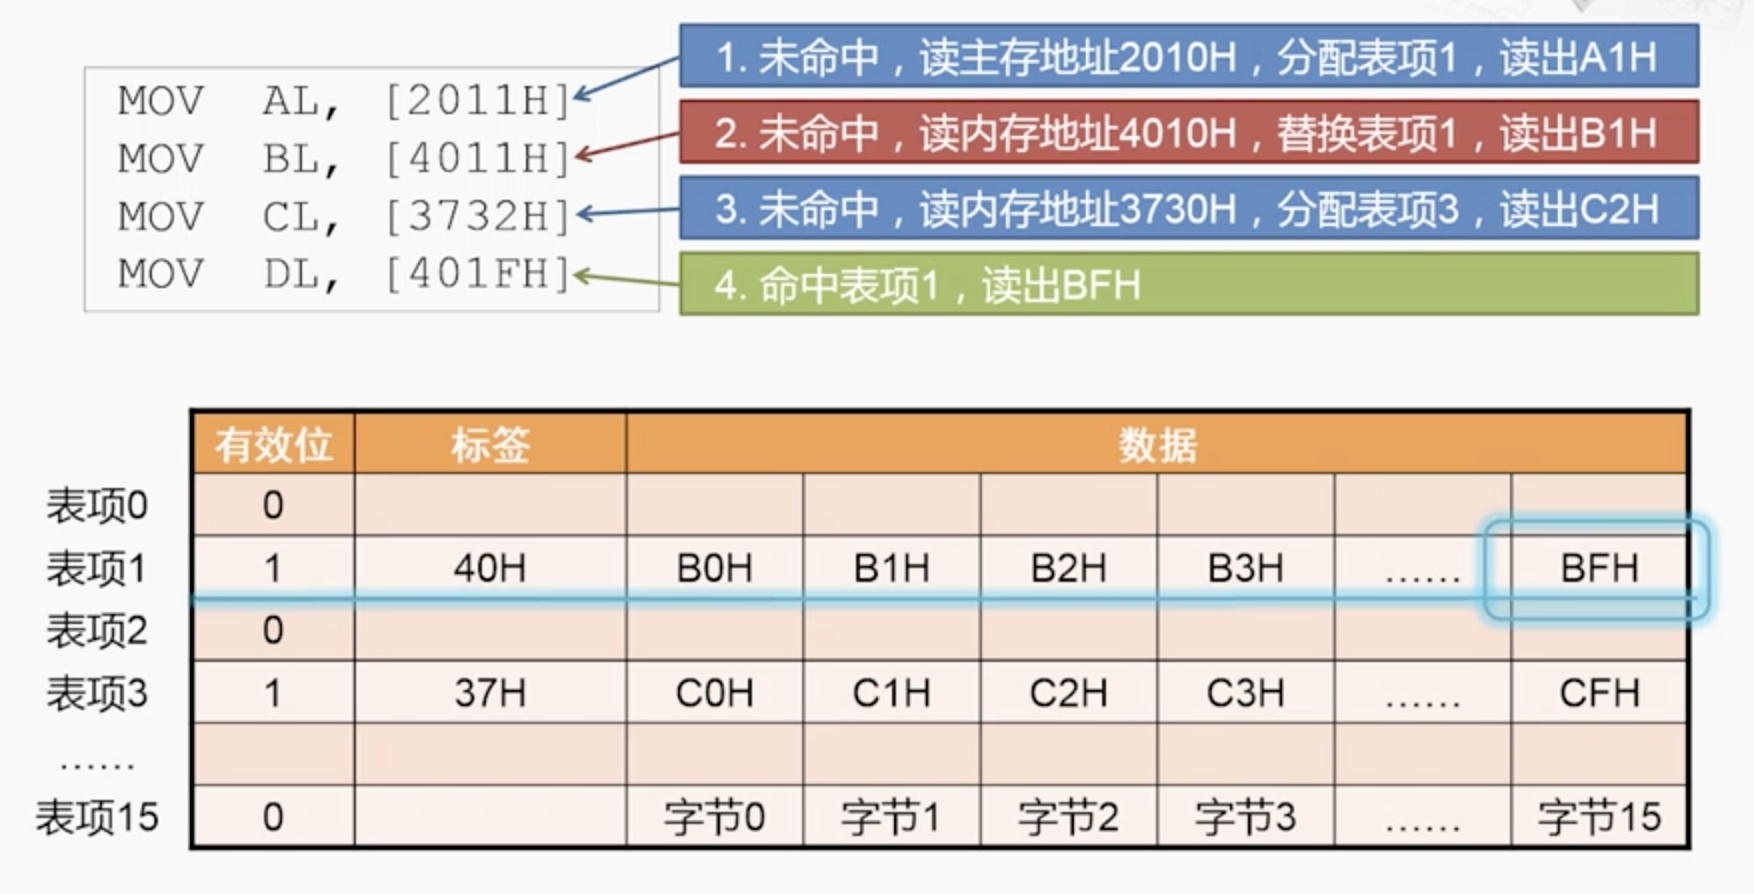 MOV AL, [2011H]
MOV BL, [4011H]
MOV CL, [3732H]
MOV DL, [401FH]
1. 未命中，读主存地址2010H，分配表项1，读出A1H
2. 未命中，读内存地址4010H，替换表项1，读出B1H
3. 未命中，读内存地址3730H，分配表项3，读出C2H
4. 命中表项1，读出BFH
有效位 标签 数据
表项0 0
表项1 1 40H B0H B1H B2H B3H …… BFH
表项2 0
表项3 1 37H C0H C1H C2H C3H …… CFH
……
表项15 0 字节0 字节1 字节2 字节3 …… 字节15